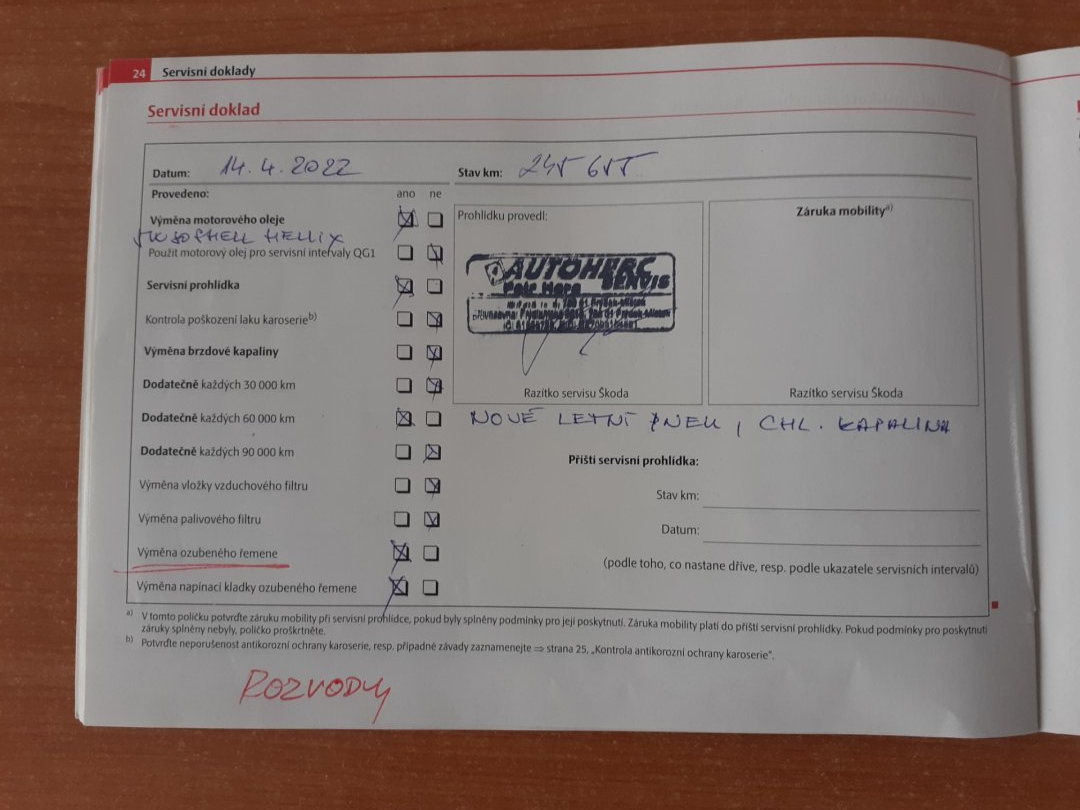 24 Servisní doklady
Servisní doklad
Datum: 14.4.2022 Stav km: 245 655
Provedeno: ano ne
Výměna motorového oleje
Prohlídku provedl:
Záruka mobility a)
SHELL HELIX
Použit motorový olej pro servisní intervaly QG1
AUTOHERC
SERVIS
Servisní prohlídka
Petr Herc
Kontrola poškození laku karoserie b)
Výměna brzdové kapaliny
Dodatečně každých 30 000 km
Razítko servisu Škoda
Razítko servisu Škoda
Dodatečně každých 60 000 km
NOVÉ LETNÍ PNEU, CHL. KAPALINA
Dodatečně každých 90 000 km
Příští servisní prohlídka:
Výměna vložky vzduchového filtru
Stav km:
Výměna palivového filtru
Datum:
Výměna ozubeného řemene
(podle toho, co nastane dříve, resp. podle ukazatele servisních intervalů)
Výměna napínací kladky ozubeného řemene
a) V tomto políčku potvrďte záruku mobility při servisní prohlídce, pokud byly splněny podmínky pro její poskytnutí. Záruka mobility platí do příští servisní prohlídky. Pokud podmínky pro poskytnutí
záruky splněny nebyly, políčko proškrtněte.
b) Potvrďte neporušenost antikorozní ochrany karoserie, resp. případné závady zaznamenejte ⇒ strana 25, „Kontrola antikorozní ochrany karoserie".
ROZVODY